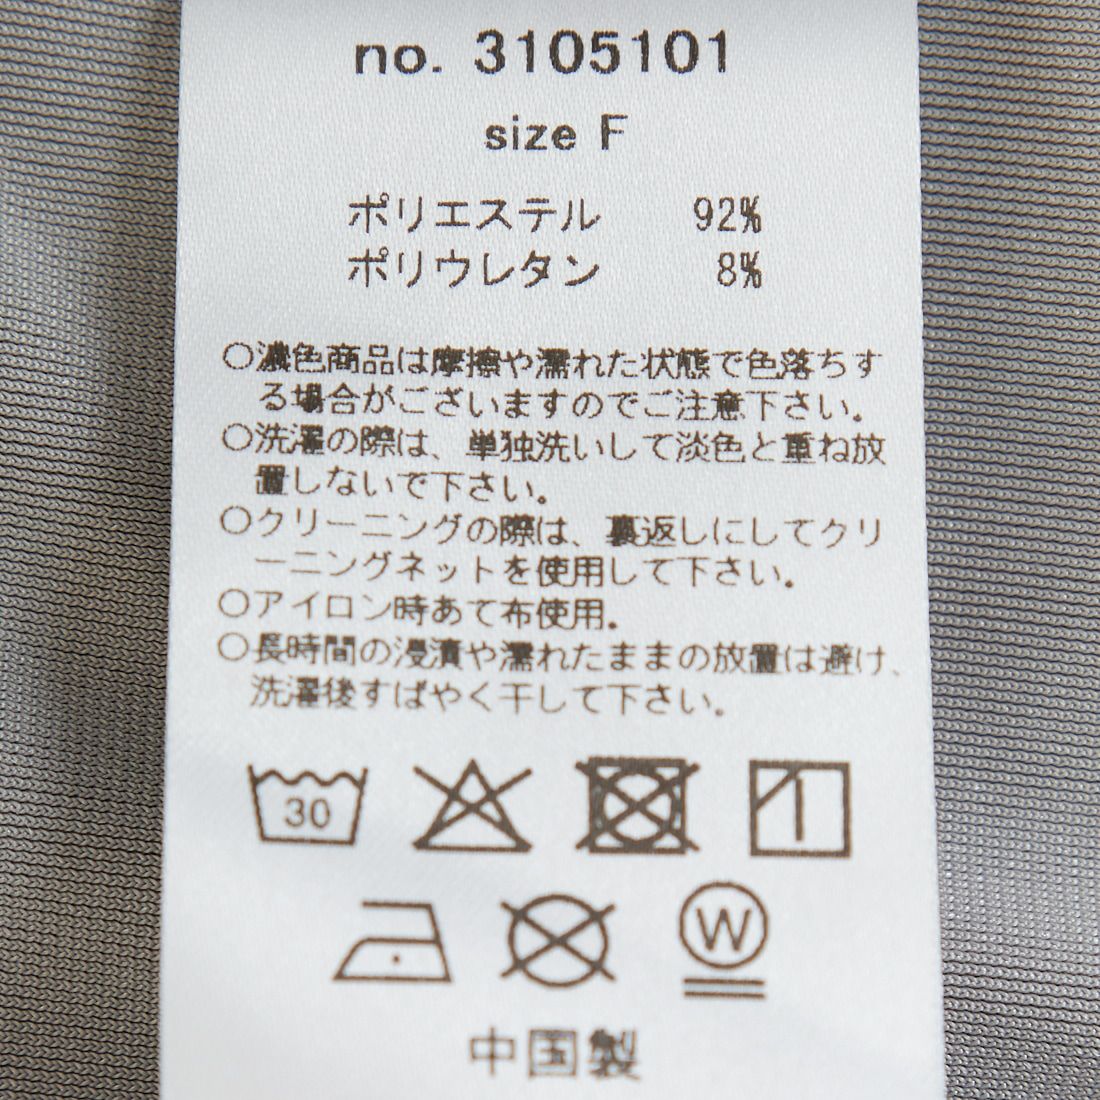 no. 3105101
size F
ポリエステル 92%
ポリウレタン 8%
○濃色商品は摩擦や濡れた状態で色落ちす
る場合がございますのでご注意下さい。
○洗濯の際は、単独洗いして淡色と重ね放
置しないで下さい。
○クリーニングの際は、裏返しにしてクリ
ーニングネットを使用して下さい。
○アイロン時あて布使用。
○長時間の浸漬や濡れたままの放置は避け、
洗濯後すばやく干して下さい。
30
W
中国製